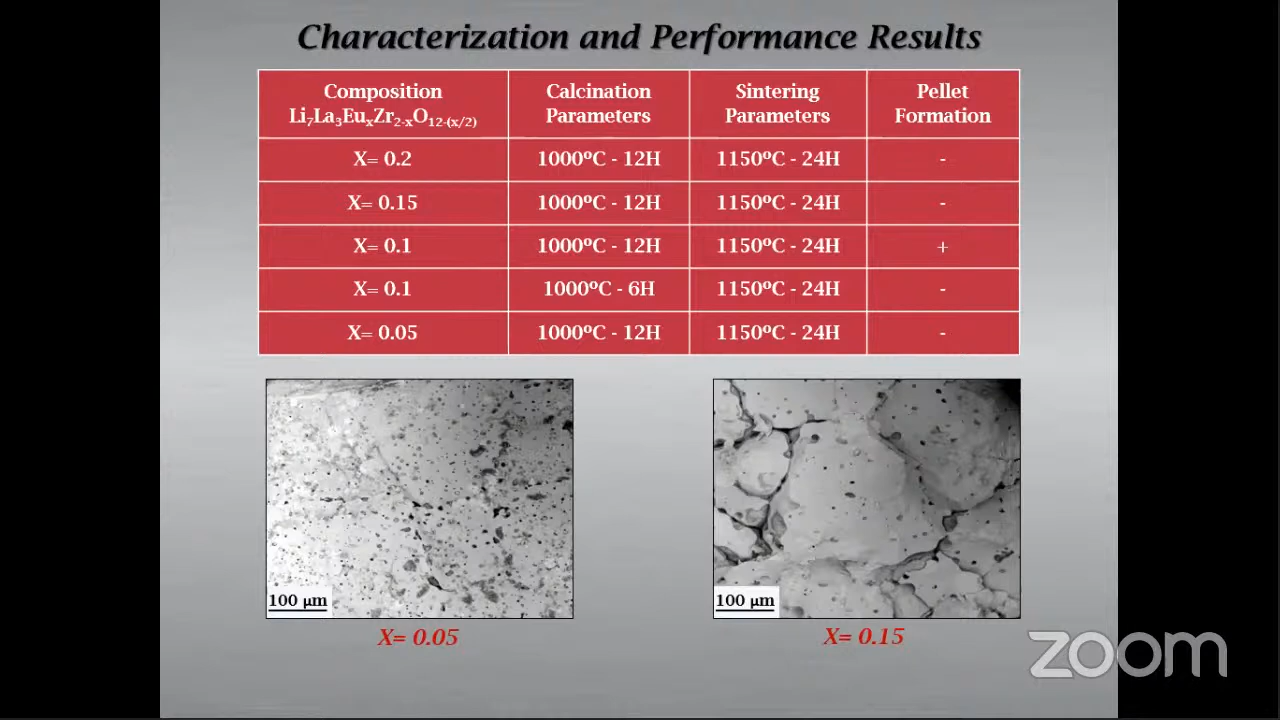 Characterization and Performance Results
Composition
Li₇La₃EuₓZr₂₋ₓO₁₂₋₍ₓ/₂₎
Calcination
Parameters
Sintering
Parameters
Pellet
Formation
X= 0.2
1000ºC - 12H
1150ºC - 24H
-
X= 0.15
1000ºC - 12H
1150ºC - 24H
-
X= 0.1
1000ºC - 12H
1150ºC - 24H
+
X= 0.1
1000ºC - 6H
1150ºC - 24H
-
X= 0.05
1000ºC - 12H
1150ºC - 24H
-
100 µm
100 µm
X= 0.05
X= 0.15
zoom